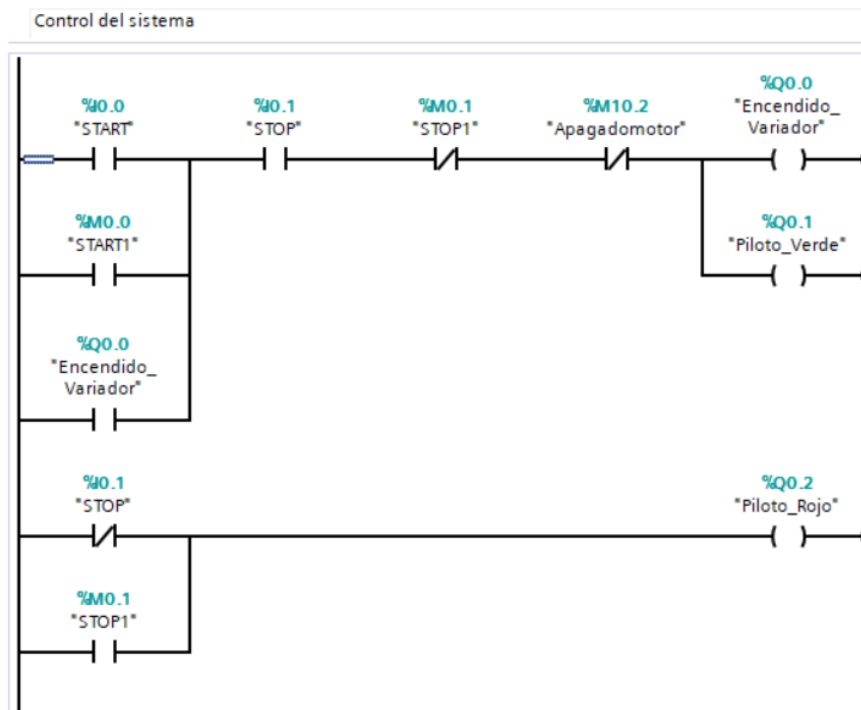 Control del sistema
%I0.0
"START"
%I0.1
"STOP"
%M0.1
"STOP1"
%M10.2
"Apagadomotor"
%Q0.0
"Encendido_
Variador"
%M0.0
"START1"
%Q0.1
"Piloto_Verde"
%Q0.0
"Encendido_
Variador"
%I0.1
"STOP"
%Q0.2
"Piloto_Rojo"
%M0.1
"STOP1"